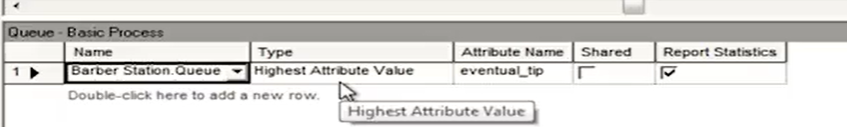 Queue - Basic Process
Name Type Attribute Name Shared Report Statistics
1 Barber Station.Queue Highest Attribute Value eventual_tip
Double-click here to add a new row.
Highest Attribute Value